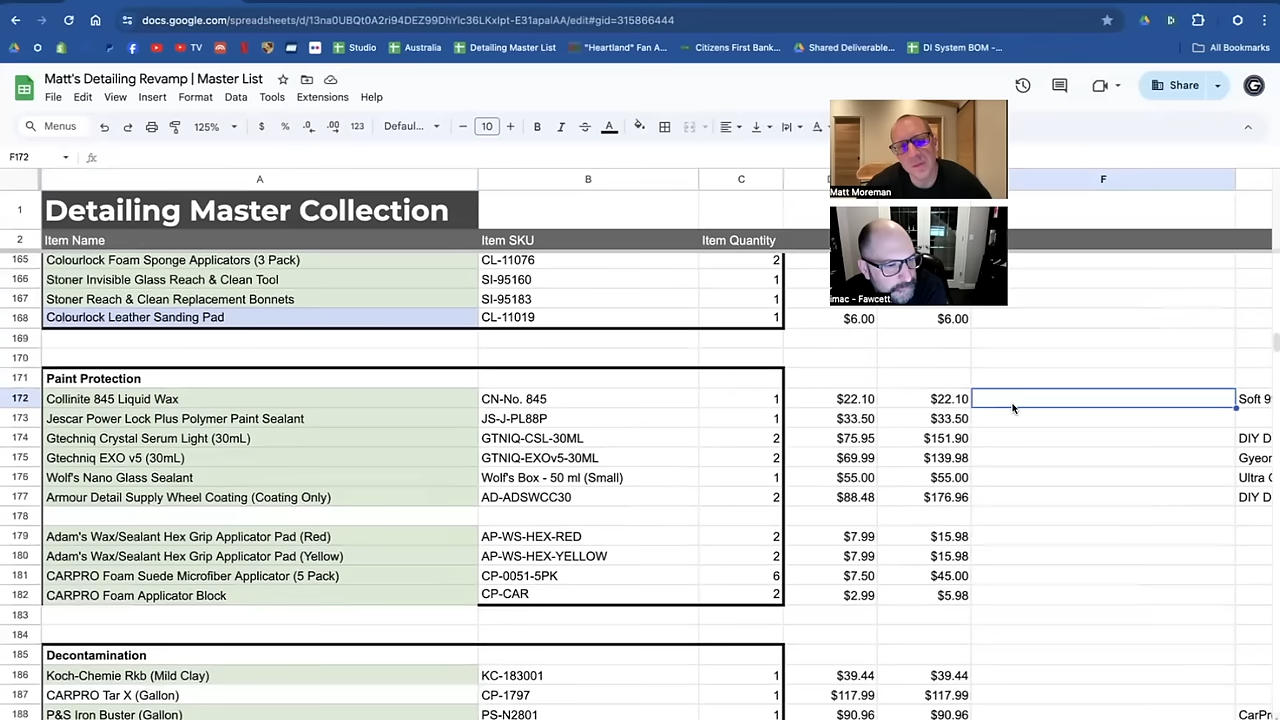 docs.google.com/spreadsheets/d/13na0UBQt0A2ri94DEZ99DhYlc36LKxlpt-E31apalAA/edit#gid=315866444
TV Studio Australia Detailing Master List "Heartland" Fan A... Citizens First Bank... Shared Deliverable... DI System BOM –... All Bookmarks
Matt's Detailing Revamp | Master List
Share
File Edit View Insert Format Data Tools Extensions Help
Menus 125% $ % .0 .00 123 Defaul... 10 B I A
F172 fx
A B C F
1 Detailing Master Collection
2 Item Name Item SKU Item Quantity
165 Colourlock Foam Sponge Applicators (3 Pack) CL-11076 2
166 Stoner Invisible Glass Reach & Clean Tool SI-95160 1
167 Stoner Reach & Clean Replacement Bonnets SI-95183 1
168 Colourlock Leather Sanding Pad CL-11019 1 $6.00 $6.00
169
170
171 Paint Protection
172 Collinite 845 Liquid Wax CN-No. 845 1 $22.10 $22.10 Soft 9
173 Jescar Power Lock Plus Polymer Paint Sealant JS-J-PL88P 1 $33.50 $33.50
174 Gtechniq Crystal Serum Light (30mL) GTNIQ-CSL-30ML 2 $75.95 $151.90 DIY D
175 Gtechniq EXO v5 (30mL) GTNIQ-EXOv5-30ML 2 $69.99 $139.98 Gyeon
176 Wolf's Nano Glass Sealant Wolf's Box - 50 ml (Small) 1 $55.00 $55.00 Ultra
177 Armour Detail Supply Wheel Coating (Coating Only) AD-ADSWCC30 2 $88.48 $176.96 DIY D
178
179 Adam's Wax/Sealant Hex Grip Applicator Pad (Red) AP-WS-HEX-RED 2 $7.99 $15.98
180 Adam's Wax/Sealant Hex Grip Applicator Pad (Yellow) AP-WS-HEX-YELLOW 2 $7.99 $15.98
181 CARPRO Foam Suede Microfiber Applicator (5 Pack) CP-0051-5PK 6 $7.50 $45.00
182 CARPRO Foam Applicator Block CP-CAR 2 $2.99 $5.98
183
184
185 Decontamination
186 Koch-Chemie Rkb (Mild Clay) KC-183001 1 $39.44 $39.44
187 CARPRO Tar X (Gallon) CP-1797 1 $117.99 $117.99
188 P&S Iron Buster (Gallon) PS-N2801 1 $90.96 $90.96 CarPr
Matt Moreman
imac - Fawcett